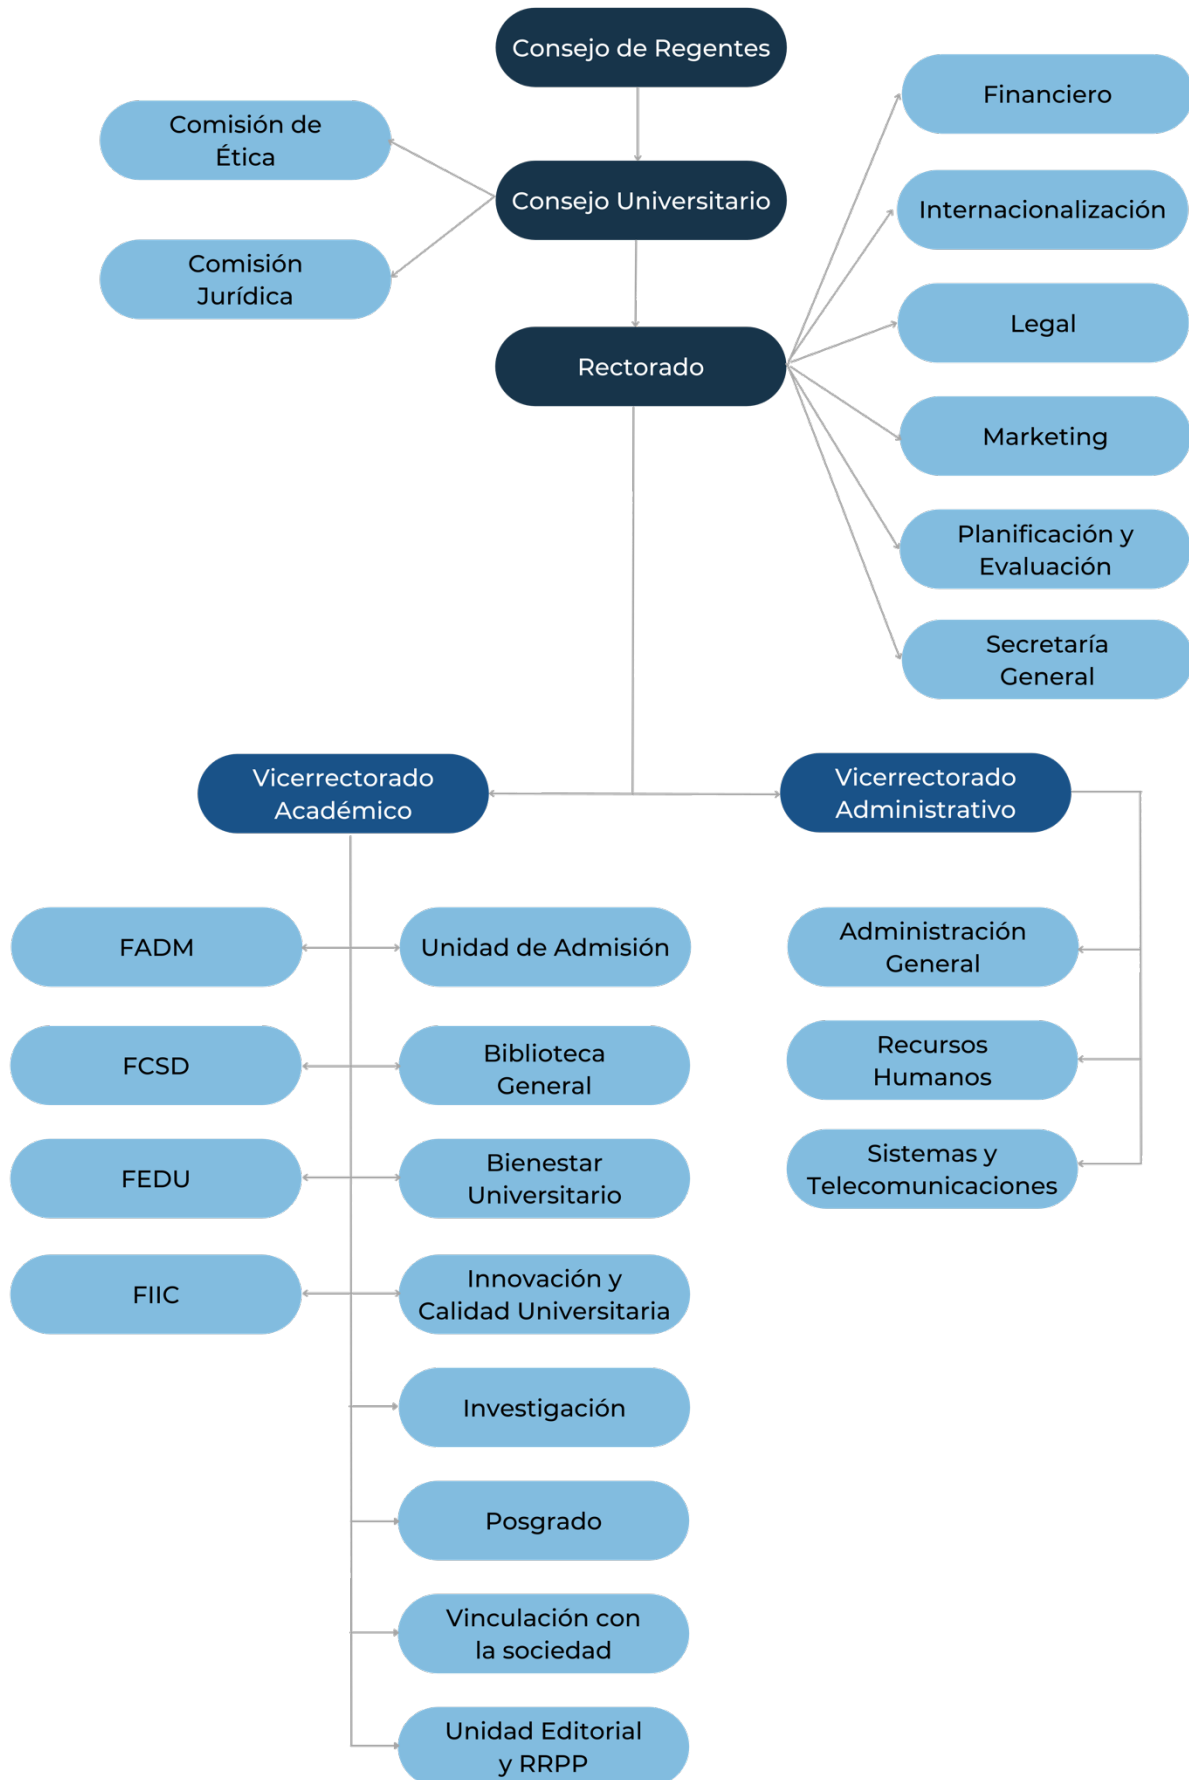 Consejo de Regentes
Financiero
Comisión de
Ética
Consejo Universitario
Internacionalización
Comisión
Jurídica
Legal
Rectorado
Marketing
Planificación y
Evaluación
Secretaría
General
Vicerrectorado
Académico
Vicerrectorado
Administrativo
FADM
Unidad de Admisión
Administración
General
FCSD
Biblioteca
General
Recursos
Humanos
FEDU
Bienestar
Universitario
Sistemas y
Telecomunicaciones
FIIC
Innovación y
Calidad Universitaria
Investigación
Posgrado
Vinculación con
la sociedad
Unidad Editorial
y RRPP